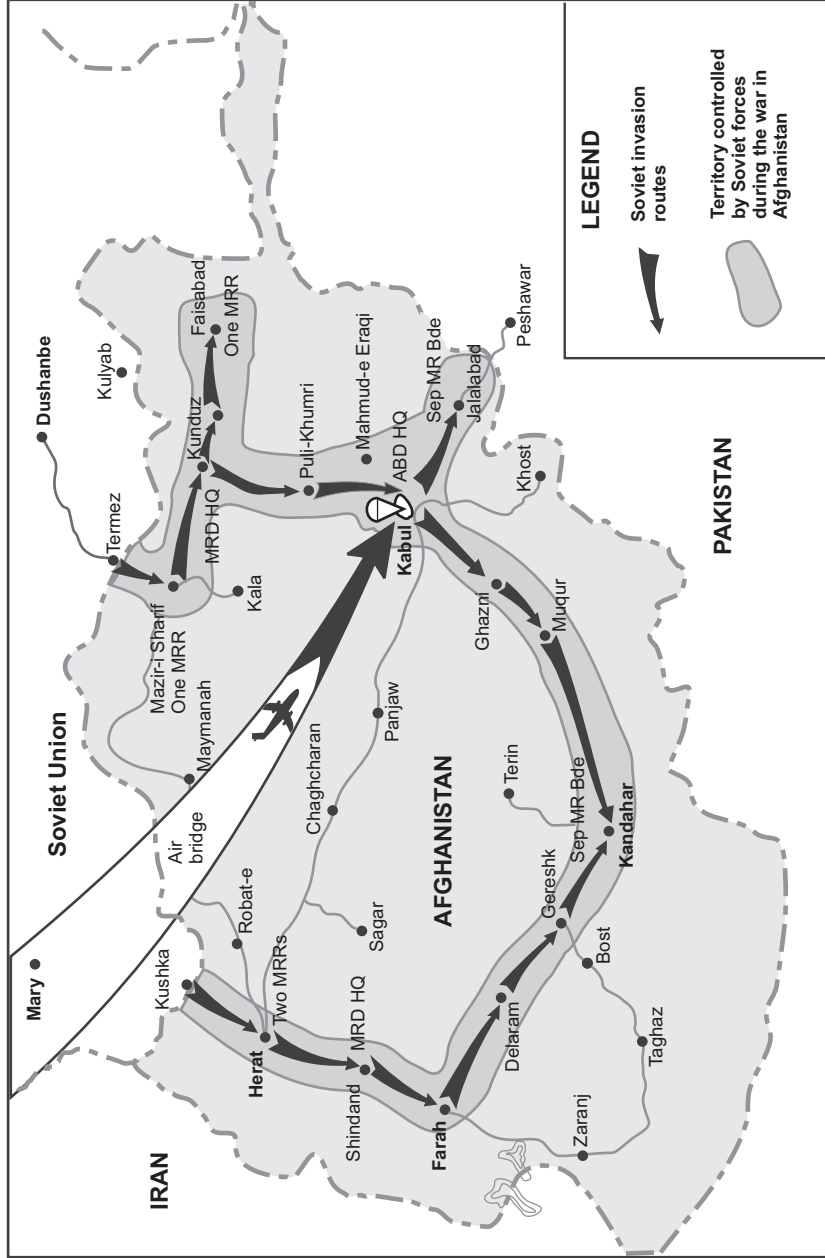 Mary
Soviet Union
Dushanbe
Kulyab
Termez
Kushka
Air
bridge
Maymanah
Mazir-i Sharif
One MRR
MRD HQ
Kunduz
Faisabad
One MRR
Robat-e
Kala
Puli-Khumri
Mahmud-e Eraqi
IRAN
Herat
Two MRRs
Chaghcharan
Panjaw
Kabul
ABD HQ
Sep MR Bde
Jalalabad
Peshawar
Shindand
MRD HQ
Sagar
Ghazni
Khost
Farah
AFGHANISTAN
Terin
Muqur
Delaram
Gereshk
Sep MR Bde
Kandahar
Zaranj
Bost
Taghaz
PAKISTAN
LEGEND
Soviet invasion
routes
Territory controlled
by Soviet forces
during the war in
Afghanistan